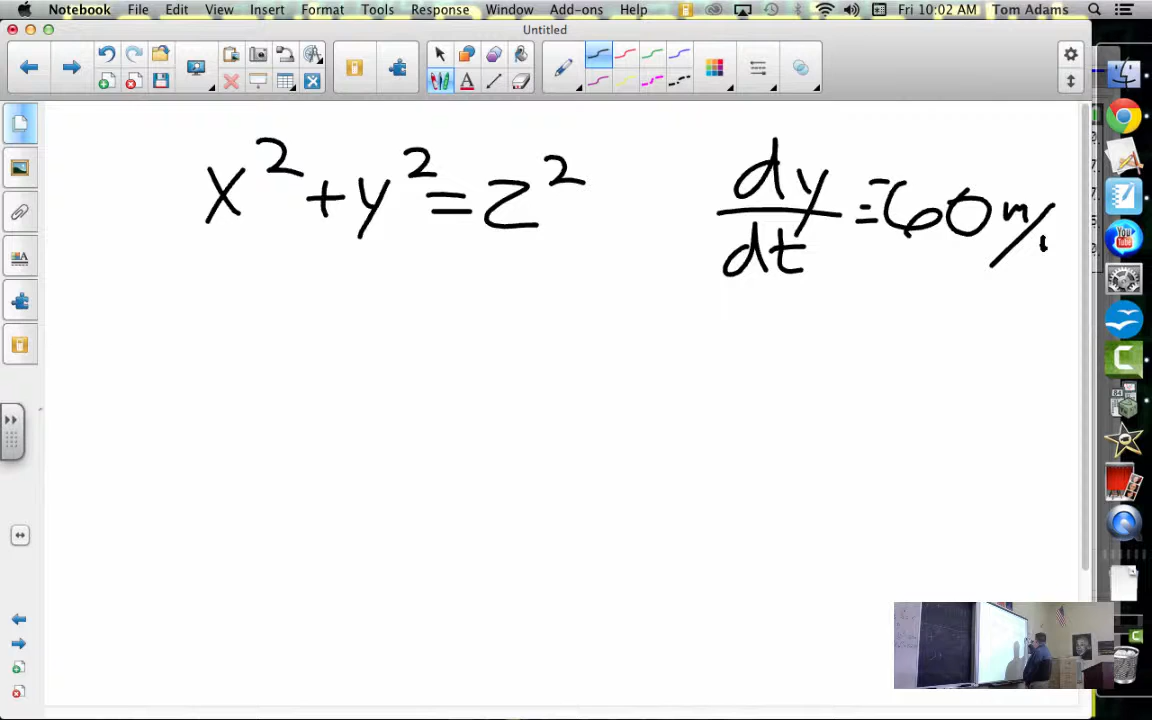 Notebook File Edit View Insert Format Tools Response Window Add-ons Help Fri 10:02 AM Tom Adams
Untitled
x² + y² = z²
dy/dt = 60 m/